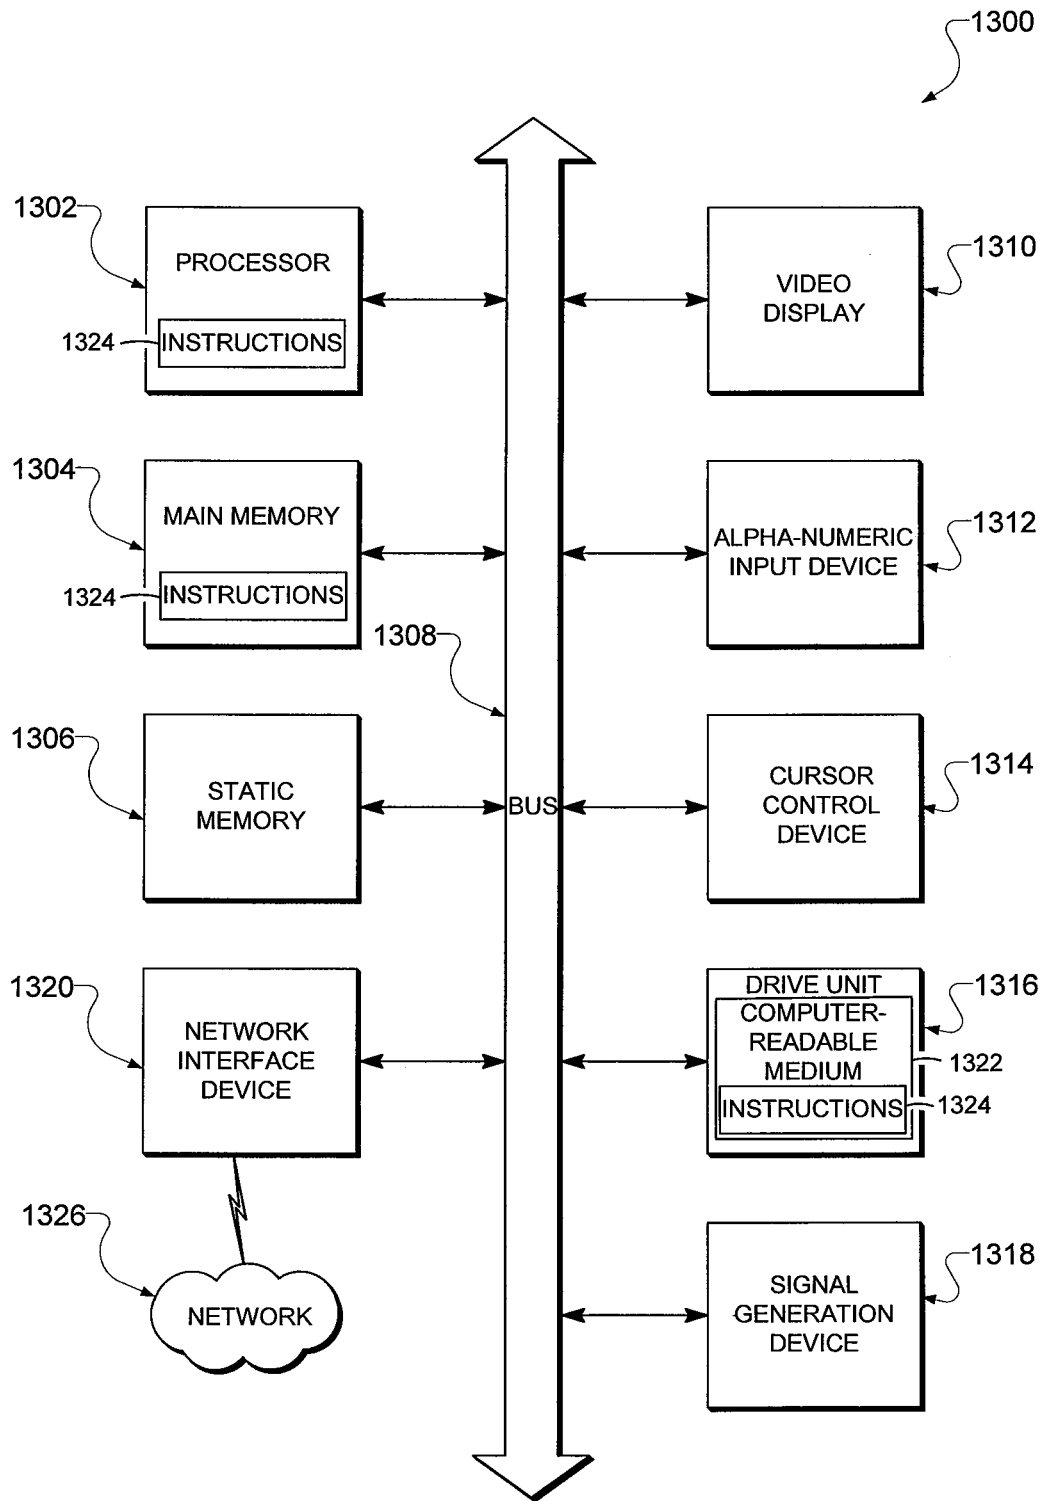 1300
1302
PROCESSOR
1324
INSTRUCTIONS
1310
VIDEO
DISPLAY
1304
MAIN MEMORY
1324
INSTRUCTIONS
1312
ALPHA-NUMERIC
INPUT DEVICE
1308
BUS
1306
STATIC
MEMORY
1314
CURSOR
CONTROL
DEVICE
1320
NETWORK
INTERFACE
DEVICE
1316
DRIVE UNIT
COMPUTER-
READABLE
MEDIUM
1322
INSTRUCTIONS
1324
1326
NETWORK
1318
SIGNAL
GENERATION
DEVICE